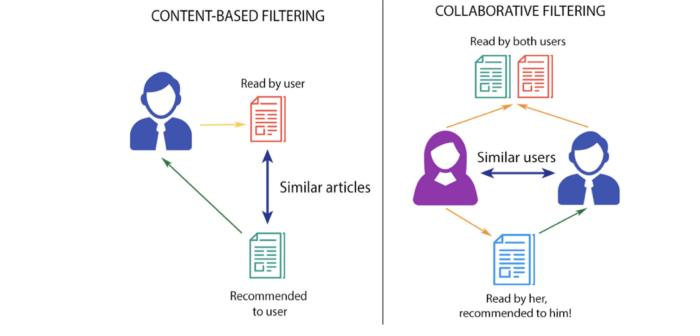 CONTENT-BASED FILTERING
Read by user
Similar articles
Recommended
to user
COLLABORATIVE FILTERING
Read by both users
Similar users
Read by her,
recommended to him!